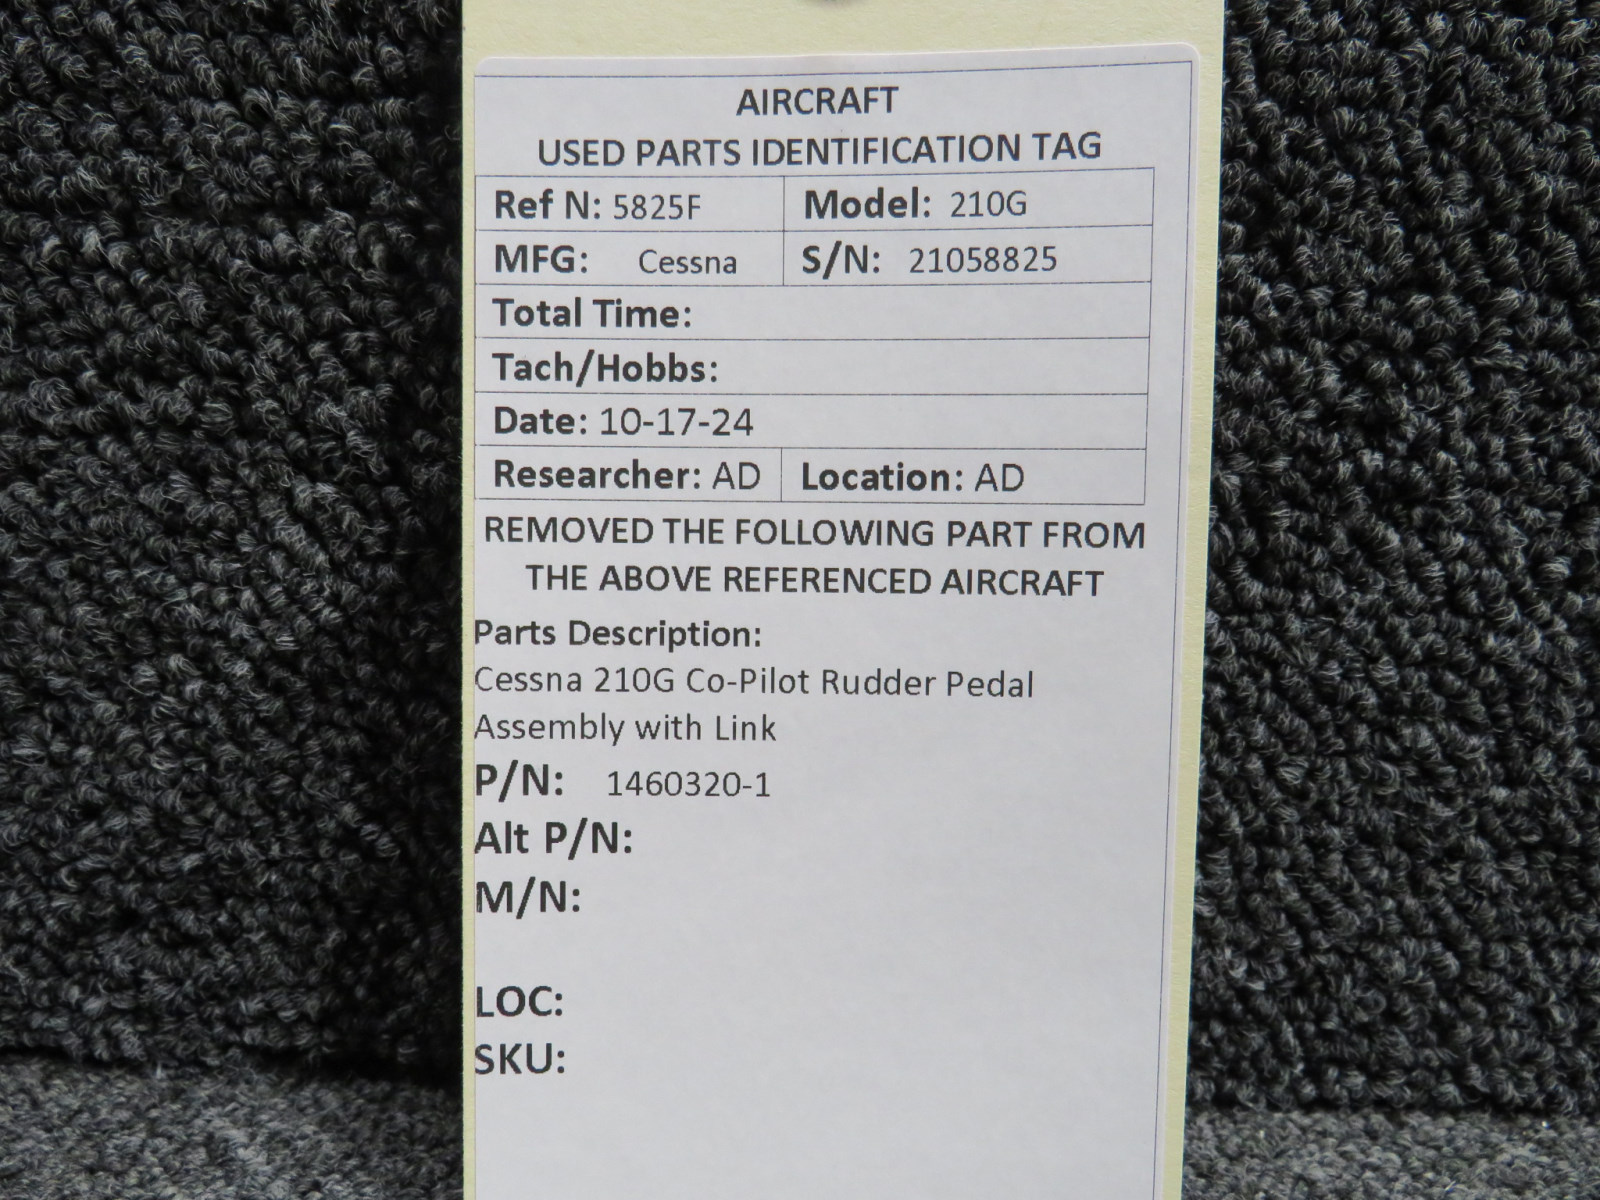 AIRCRAFT
USED PARTS IDENTIFICATION TAG
Ref N: 5825F Model: 210G
MFG: Cessna S/N: 21058825
Total Time:
Tach/Hobbs:
Date: 10-17-24
Researcher: AD Location: AD
REMOVED THE FOLLOWING PART FROM
THE ABOVE REFERENCED AIRCRAFT
Parts Description:
Cessna 210G Co-Pilot Rudder Pedal
Assembly with Link
P/N: 1460320-1
Alt P/N:
M/N:
LOC:
SKU: